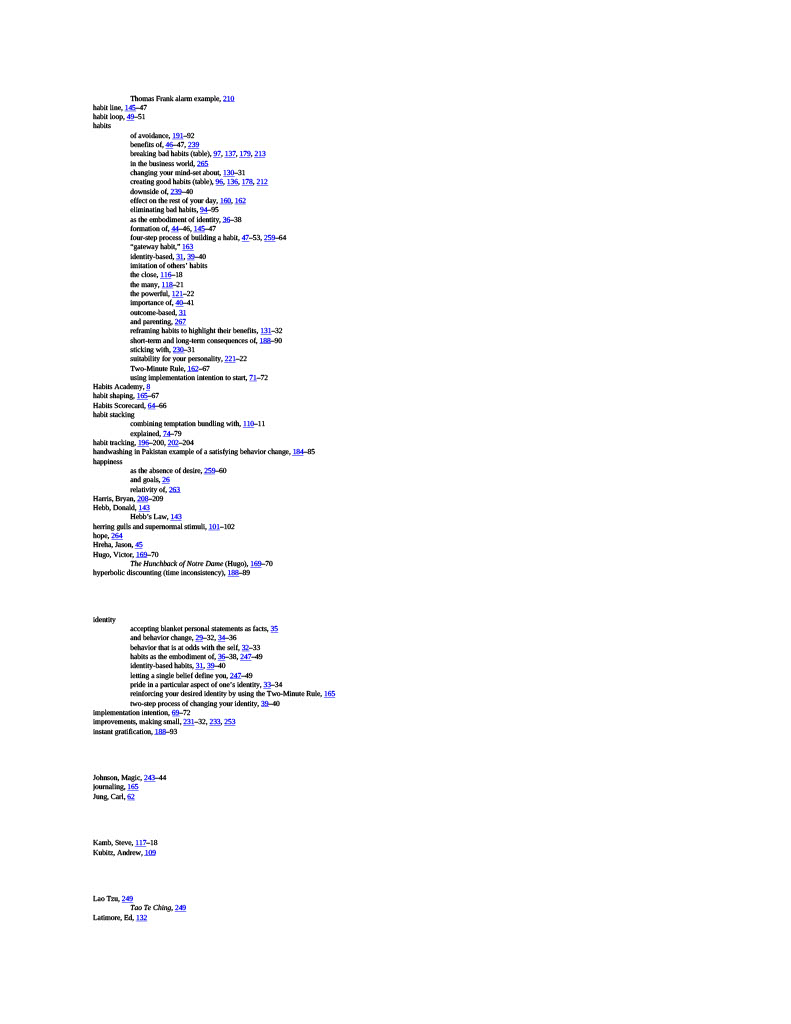 Thomas Frank alarm example, 210
habit line, 145–47
habit loop, 49–51
habits
of avoidance, 191–92
benefits of, 46–47, 239
breaking bad habits (table), 97, 137, 179, 213
in the business world, 265
changing your mind-set about, 130–31
creating good habits (table), 96, 136, 178, 212
downside of, 239–40
effect on the rest of your day, 160, 162
eliminating bad habits, 94–95
as the embodiment of identity, 36–38
formation of, 44–46, 145–47
four-step process of building a habit, 47–53, 259–64
“gateway habit,” 163
identity-based, 31, 39–40
imitation of others’ habits
the close, 116–18
the many, 118–21
the powerful, 121–22
importance of, 40–41
outcome-based, 31
and parenting, 267
reframing habits to highlight their benefits, 131–32
short-term and long-term consequences of, 188–90
sticking with, 230–31
suitability for your personality, 221–22
Two-Minute Rule, 162–67
using implementation intention to start, 71–72
Habits Academy, 8
habit shaping, 165–67
Habits Scorecard, 64–66
habit stacking
combining temptation bundling with, 110–11
explained, 74–79
habit tracking, 196–200, 202–204
handwashing in Pakistan example of a satisfying behavior change, 184–85
happiness
as the absence of desire, 259–60
and goals, 26
relativity of, 263
Harris, Bryan, 208–209
Hebb, Donald, 143
Hebb’s Law, 143
herring gulls and supernormal stimuli, 101–102
hope, 264
Hreha, Jason, 45
Hugo, Victor, 169–70
The Hunchback of Notre Dame (Hugo), 169–70
hyperbolic discounting (time inconsistency), 188–89
identity
accepting blanket personal statements as facts, 35
and behavior change, 29–32, 34–36
behavior that is at odds with the self, 32–33
habits as the embodiment of, 36–38, 247–49
identity-based habits, 31, 39–40
letting a single belief define you, 247–49
pride in a particular aspect of one’s identity, 33–34
reinforcing your desired identity by using the Two-Minute Rule, 165
two-step process of changing your identity, 39–40
implementation intention, 69–72
improvements, making small, 231–32, 233, 253
instant gratification, 188–93
Johnson, Magic, 243–44
journaling, 165
Jung, Carl, 62
Kamb, Steve, 117–18
Kubitz, Andrew, 109
Lao Tzu, 249
Tao Te Ching, 249
Latimore, Ed, 132